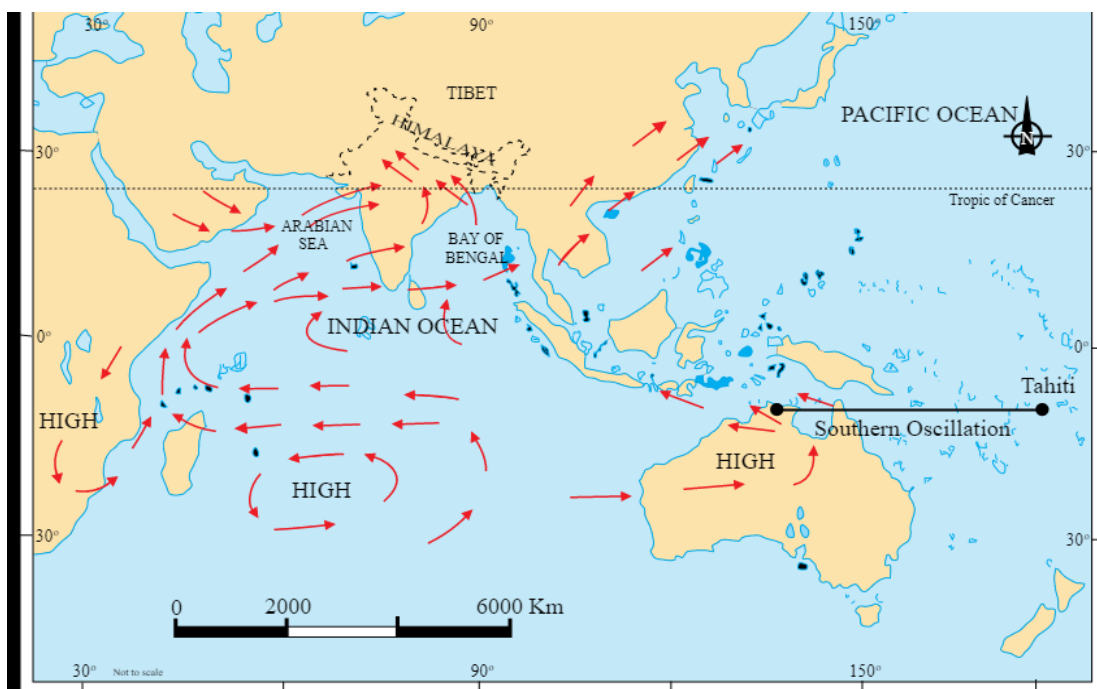 30°
90°
150°
TIBET
HIMALAYA
PACIFIC OCEAN
N
30°
30°
Tropic of Cancer
ARABIAN
SEA
BAY OF
BENGAL
INDIAN OCEAN
0°
0°
Tahiti
HIGH
Southern Oscillation
HIGH
HIGH
30°
30°
0
2000
6000 Km
30°
Not to scale
90°
150°